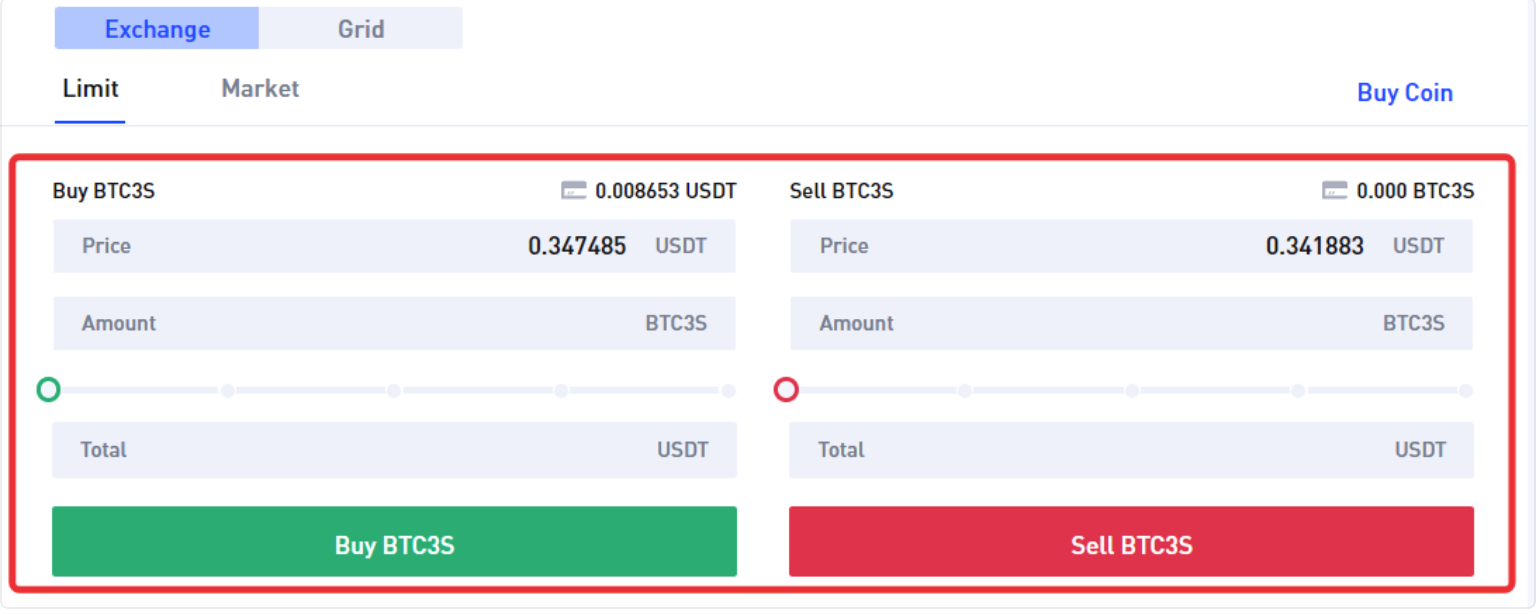 Exchange Grid
Limit Market Buy Coin
Buy BTC3S 0.008653 USDT
Price 0.347485 USDT
Amount BTC3S
Total USDT
Buy BTC3S
Sell BTC3S 0.000 BTC3S
Price 0.341883 USDT
Amount BTC3S
Total USDT
Sell BTC3S